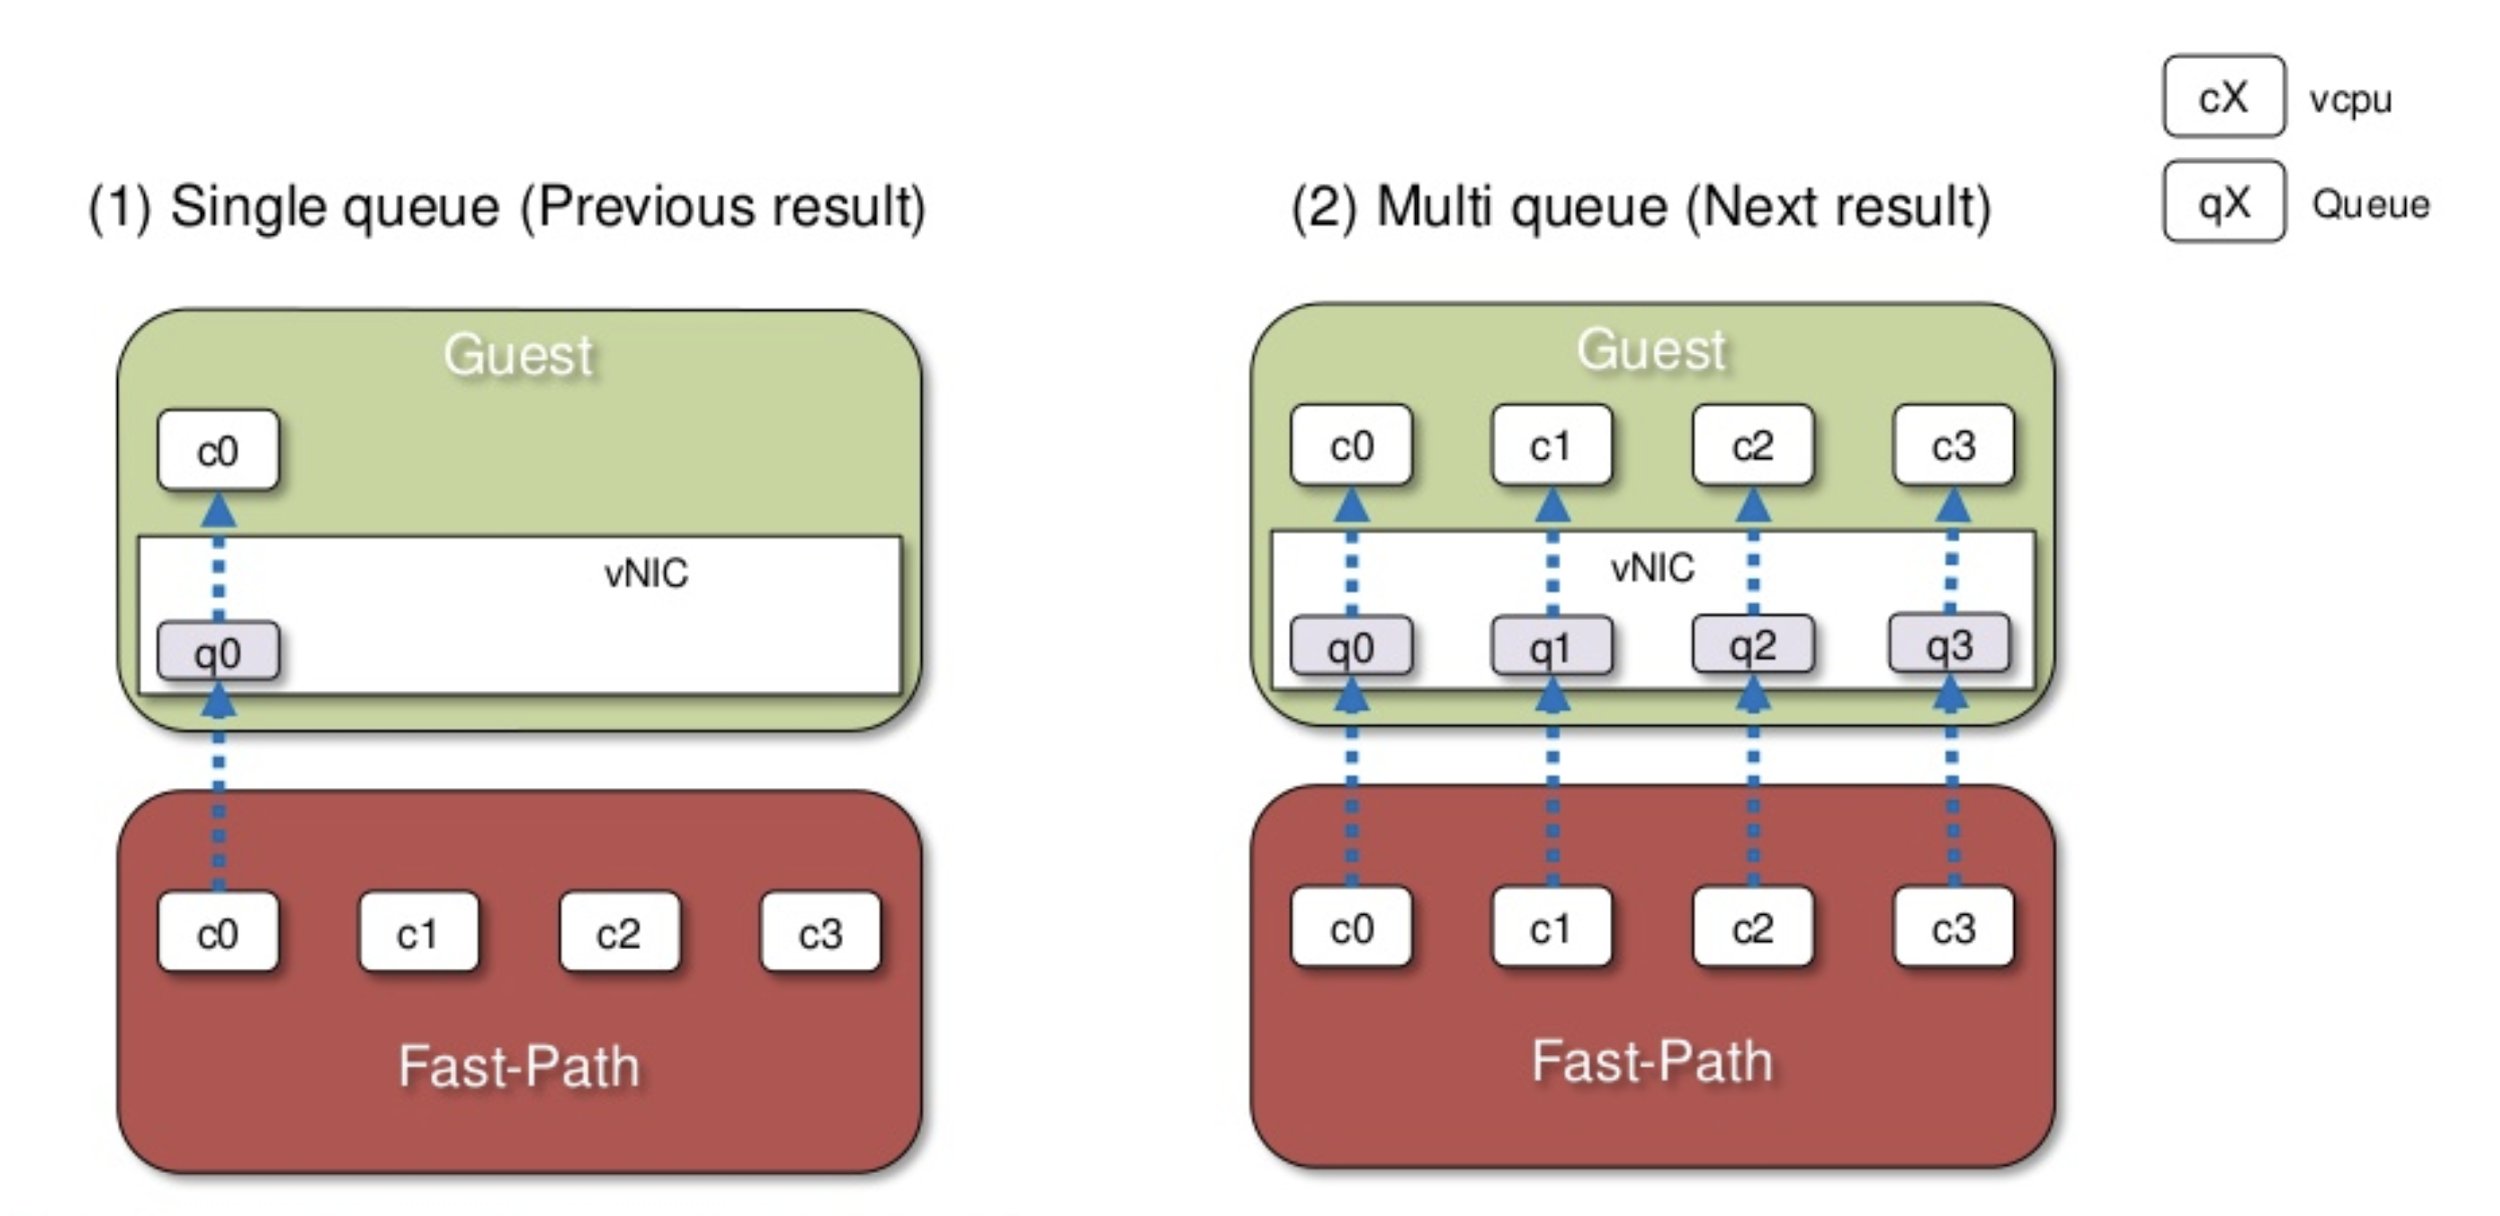 cX vcpu
qX Queue
(1) Single queue (Previous result)
Guest
c0
vNIC
q0
c0 c1 c2 c3
Fast-Path
(2) Multi queue (Next result)
Guest
c0 c1 c2 c3
vNIC
q0 q1 q2 q3
c0 c1 c2 c3
Fast-Path